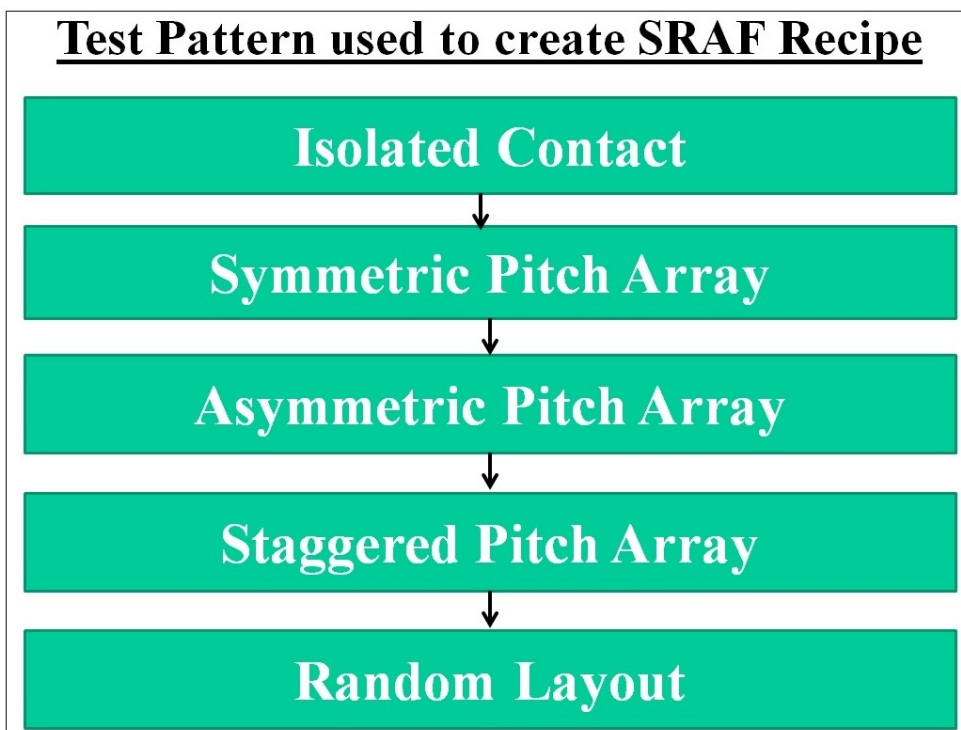 Test Pattern used to create SRAF Recipe
Isolated Contact
Symmetric Pitch Array
Asymmetric Pitch Array
Staggered Pitch Array
Random Layout